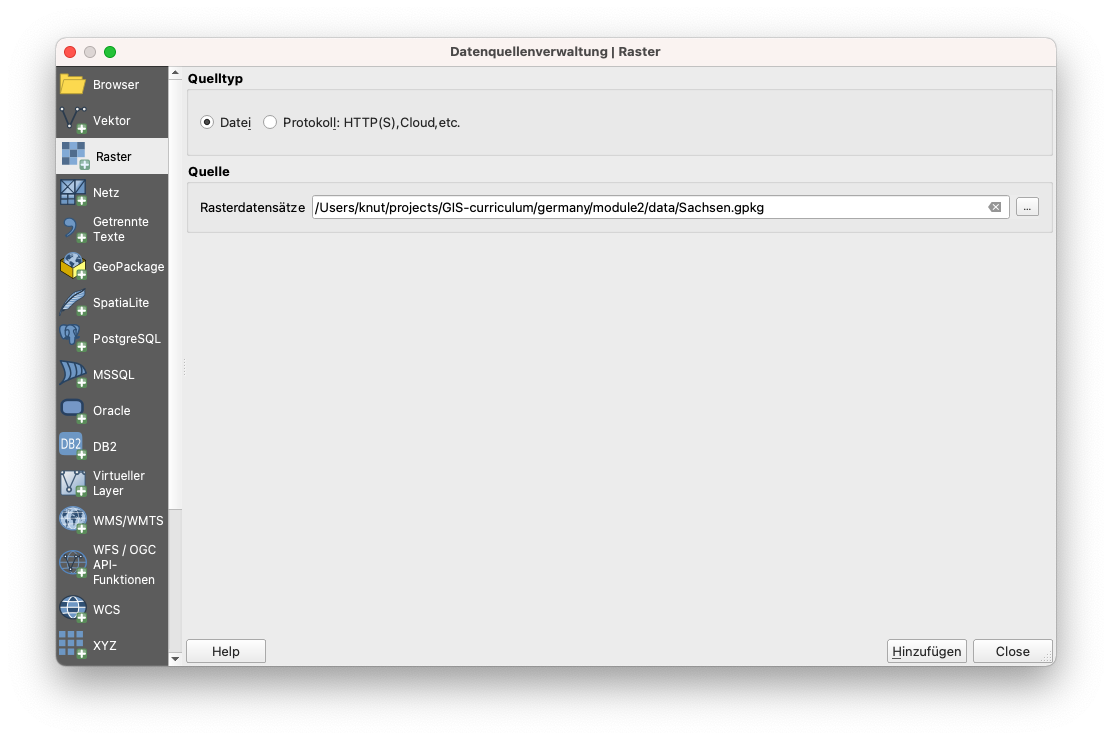 Datenquellenverwaltung | Raster
Browser
Vektor
Raster
Netz
Getrennte
Texte
GeoPackage
SpatiaLite
PostgreSQL
MSSQL
Oracle
DB2
DB2
Virtueller
Layer
WMS/WMTS
WFS / OGC
API-
Funktionen
WCS
XYZ
Quelltyp
Datei Protokoll: HTTP(S),Cloud,etc.
Quelle
Rasterdatensätze /Users/knut/projects/GIS-curriculum/germany/module2/data/Sachsen.gpkg ...
Help Hinzufügen Close